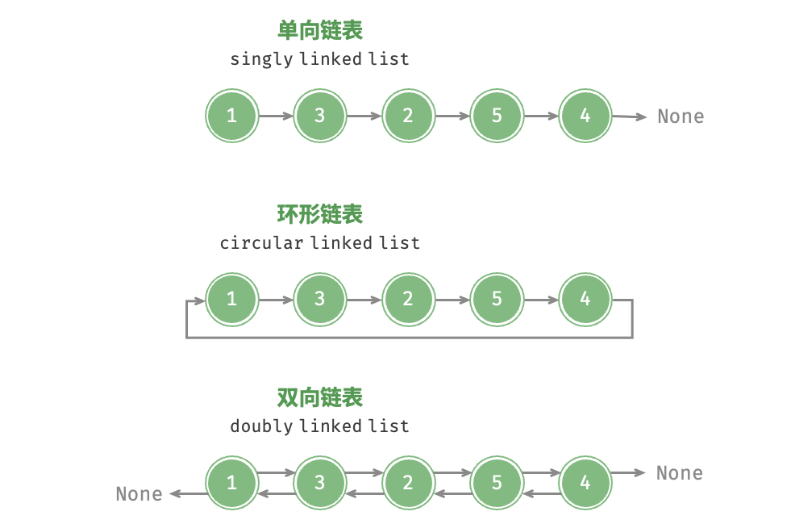 单向链表
singly linked list
1 3 2 5 4 None
环形链表
circular linked list
1 3 2 5 4
双向链表
doubly linked list
1 3 2 5 4 None
None